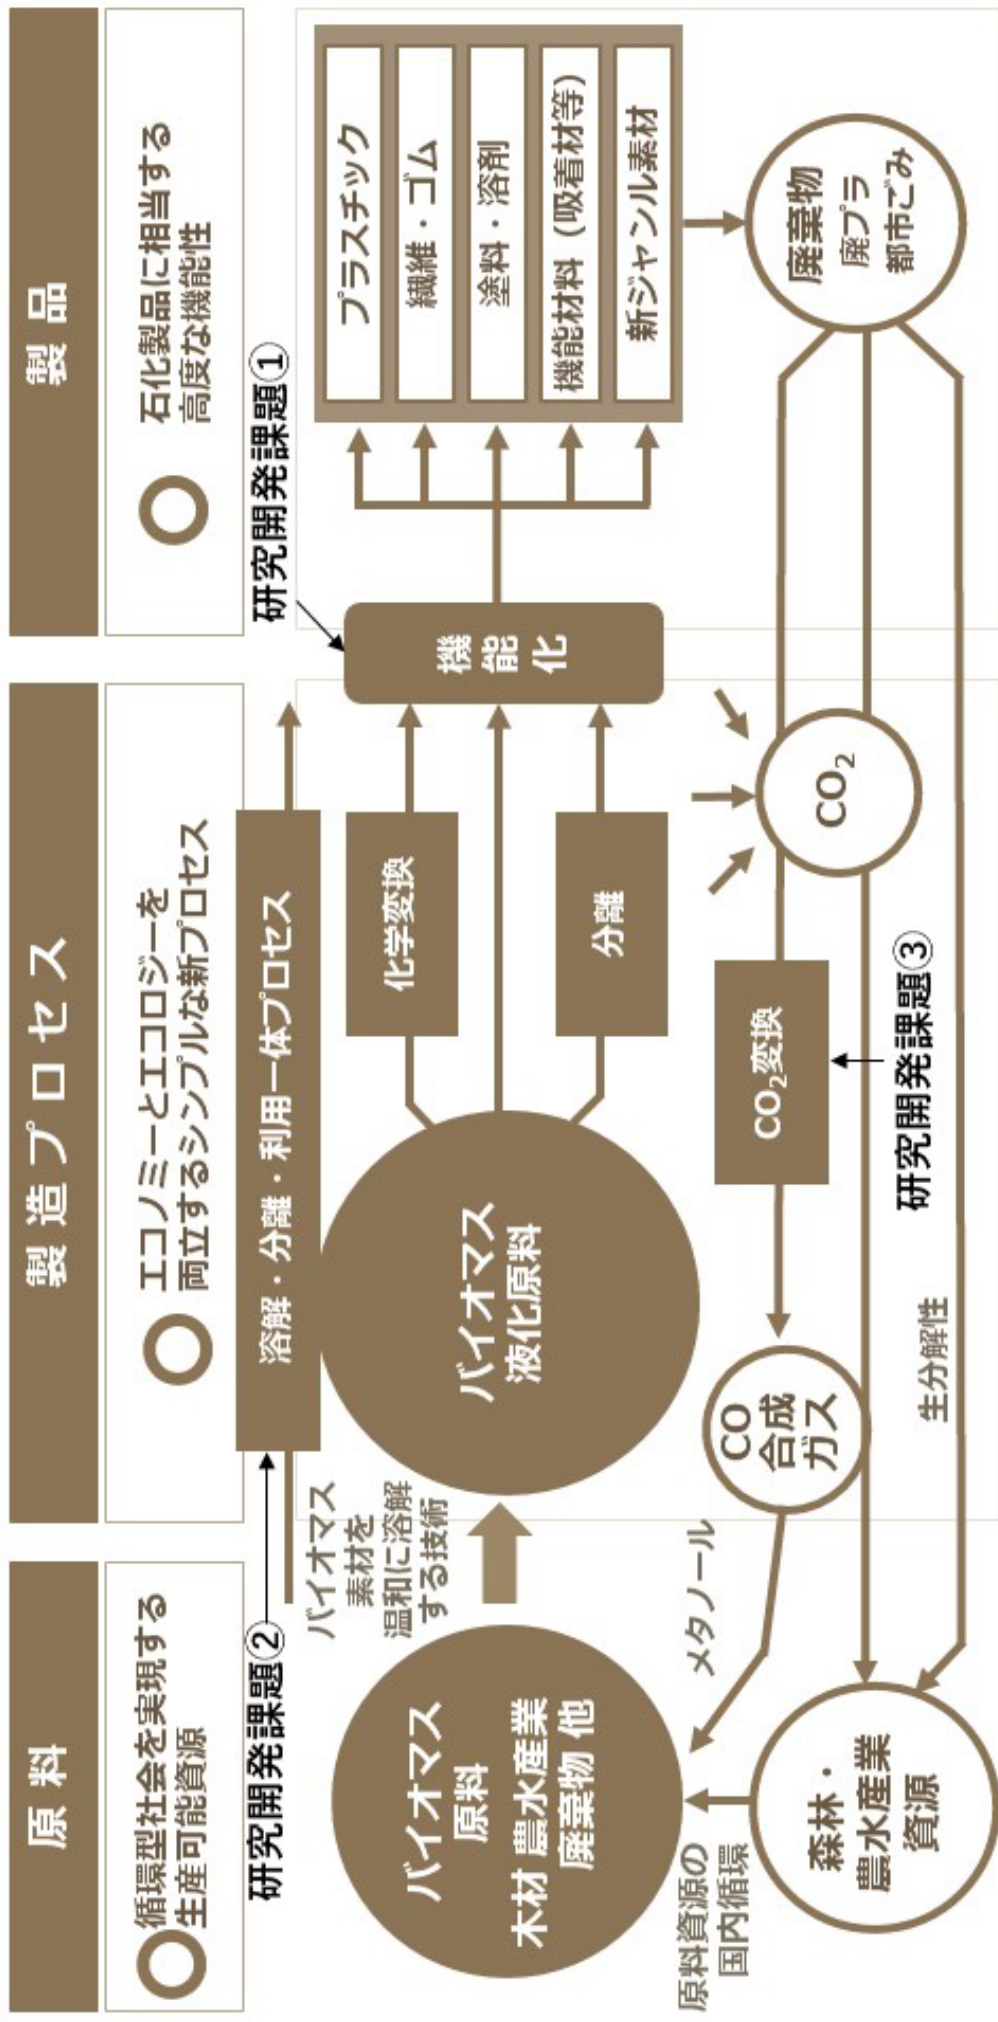 原料
製造プロセス
製品
循環型社会を実現する
生産可能資源
エコノミーとエコロジーを
両立するシンプルな新プロセス
石化製品に相当する
高度な機能性
研究開発課題②
溶解・分離・利用一体プロセス
研究開発課題①
バイオマス
素材を
温和に溶解
する技術
バイオマス
原料
木材 農水産業
廃棄物 他
バイオマス
液化原料
化学変換
分離
機
能
化
プラスチック
繊維・ゴム
塗料・溶剤
機能材料（吸着材等）
新ジャンル素材
原料資源の
国内循環
メタノール
CO
合成
ガス
CO₂変換
CO₂
廃棄物
廃プラ
都市ごみ
森林・
農水産業
資源
研究開発課題③
生分解性